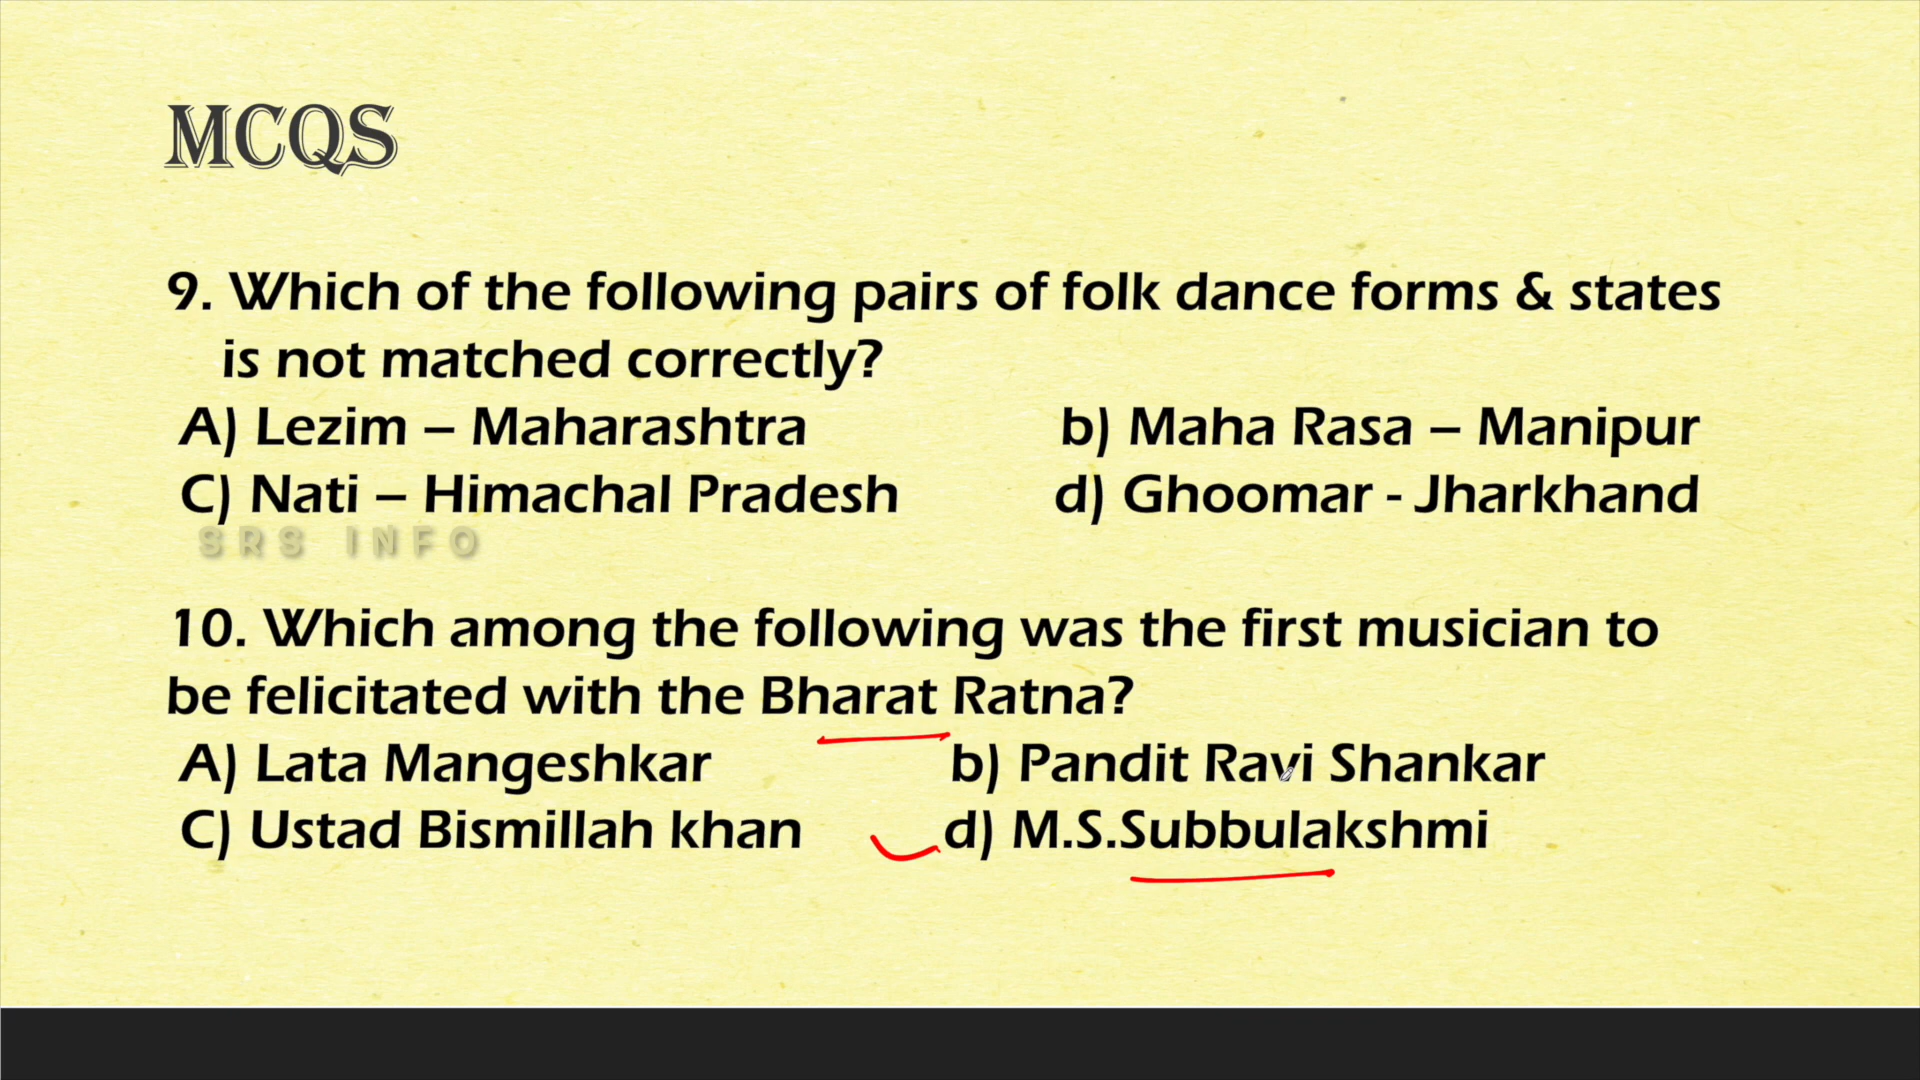 MCQS
9. Which of the following pairs of folk dance forms & states
is not matched correctly?
A) Lezim – Maharashtra b) Maha Rasa – Manipur
C) Nati – Himachal Pradesh d) Ghoomar - Jharkhand
SRS INFO
10. Which among the following was the first musician to
be felicitated with the Bharat Ratna?
A) Lata Mangeshkar b) Pandit Ravi Shankar
C) Ustad Bismillah khan d) M.S.Subbulakshmi